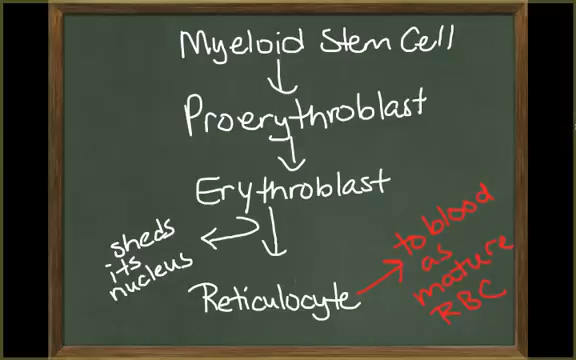 Myeloid Stem Cell
Proerythroblast
Erythroblast
sheds
its
nucleus
Reticulocyte
to blood
as
mature
RBC